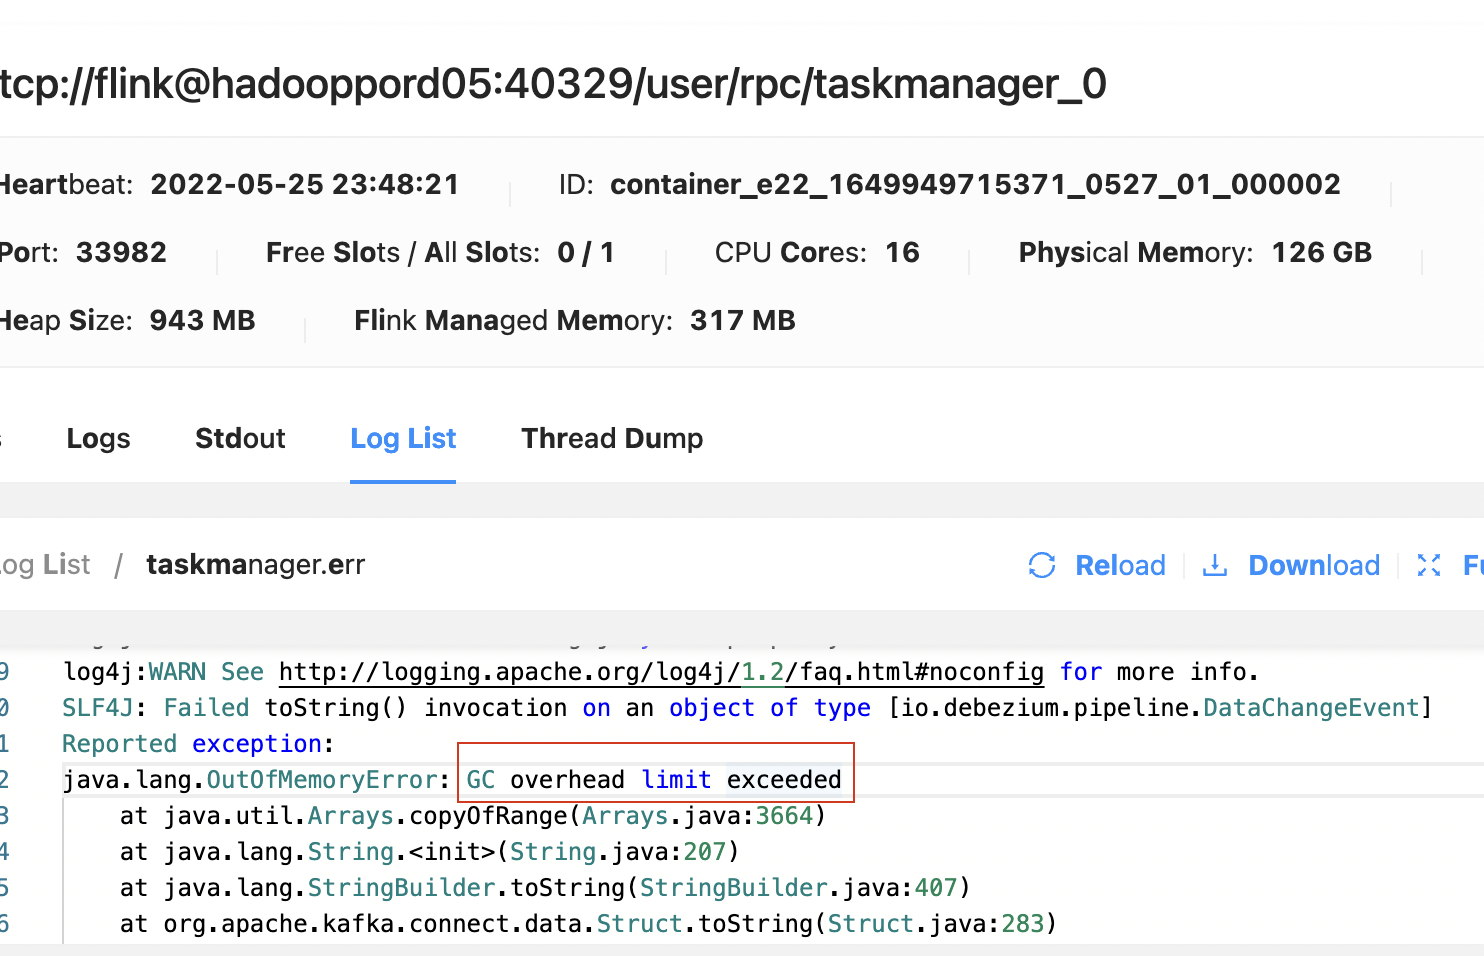 tcp://flink@hadooppord05:40329/user/rpc/taskmanager_0
Heartbeat: 2022-05-25 23:48:21 ID: container_e22_1649949715371_0527_01_000002
Port: 33982 Free Slots / All Slots: 0 / 1 CPU Cores: 16 Physical Memory: 126 GB
Heap Size: 943 MB Flink Managed Memory: 317 MB
Logs Stdout Log List Thread Dump
Log List / taskmanager.err Reload Download
9 log4j:WARN See http://logging.apache.org/log4j/1.2/faq.html#noconfig for more info.
0 SLF4J: Failed toString() invocation on an object of type [io.debezium.pipeline.DataChangeEvent]
1 Reported exception:
2 java.lang.OutOfMemoryError: GC overhead limit exceeded
3 at java.util.Arrays.copyOfRange(Arrays.java:3664)
4 at java.lang.String.<init>(String.java:207)
5 at java.lang.StringBuilder.toString(StringBuilder.java:407)
6 at org.apache.kafka.connect.data.Struct.toString(Struct.java:283)